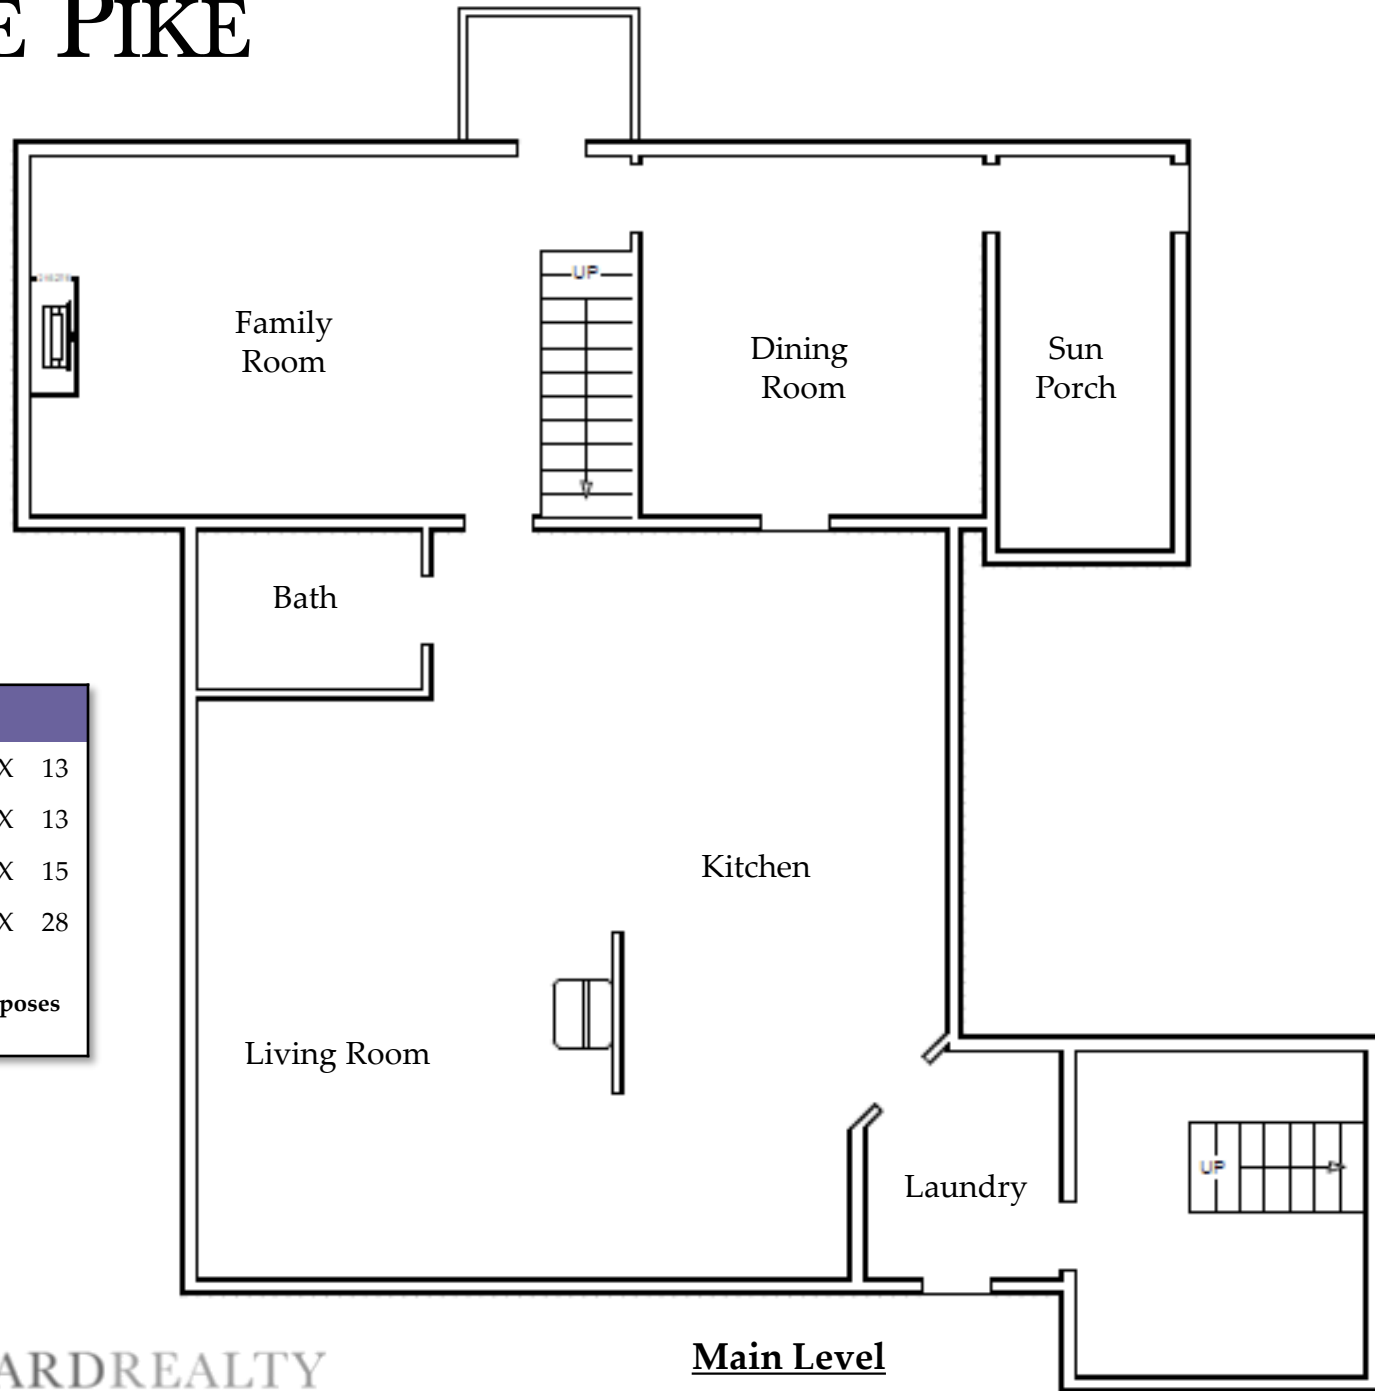 E PIKE
UP
Family
Room
Dining
Room
Sun
Porch
Bath
X 13
X 13
X 15
X 28
poses
Kitchen
Living Room
UP
Laundry
Main Level
ARDREALTY